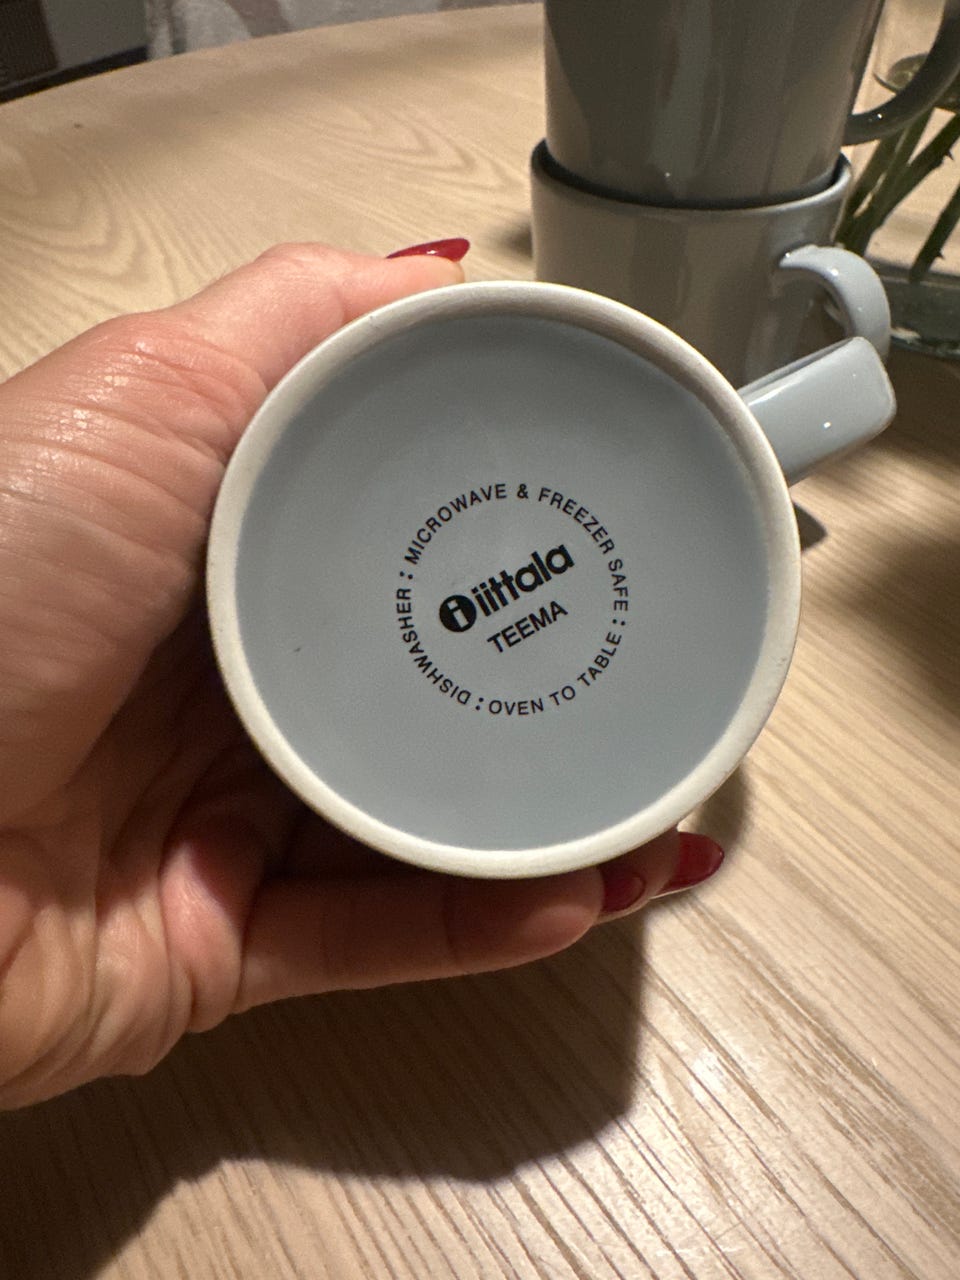 MICROWAVE & FREEZER SAFE : OVEN TO TABLE : DISHWASHER :
i iittala
TEEMA